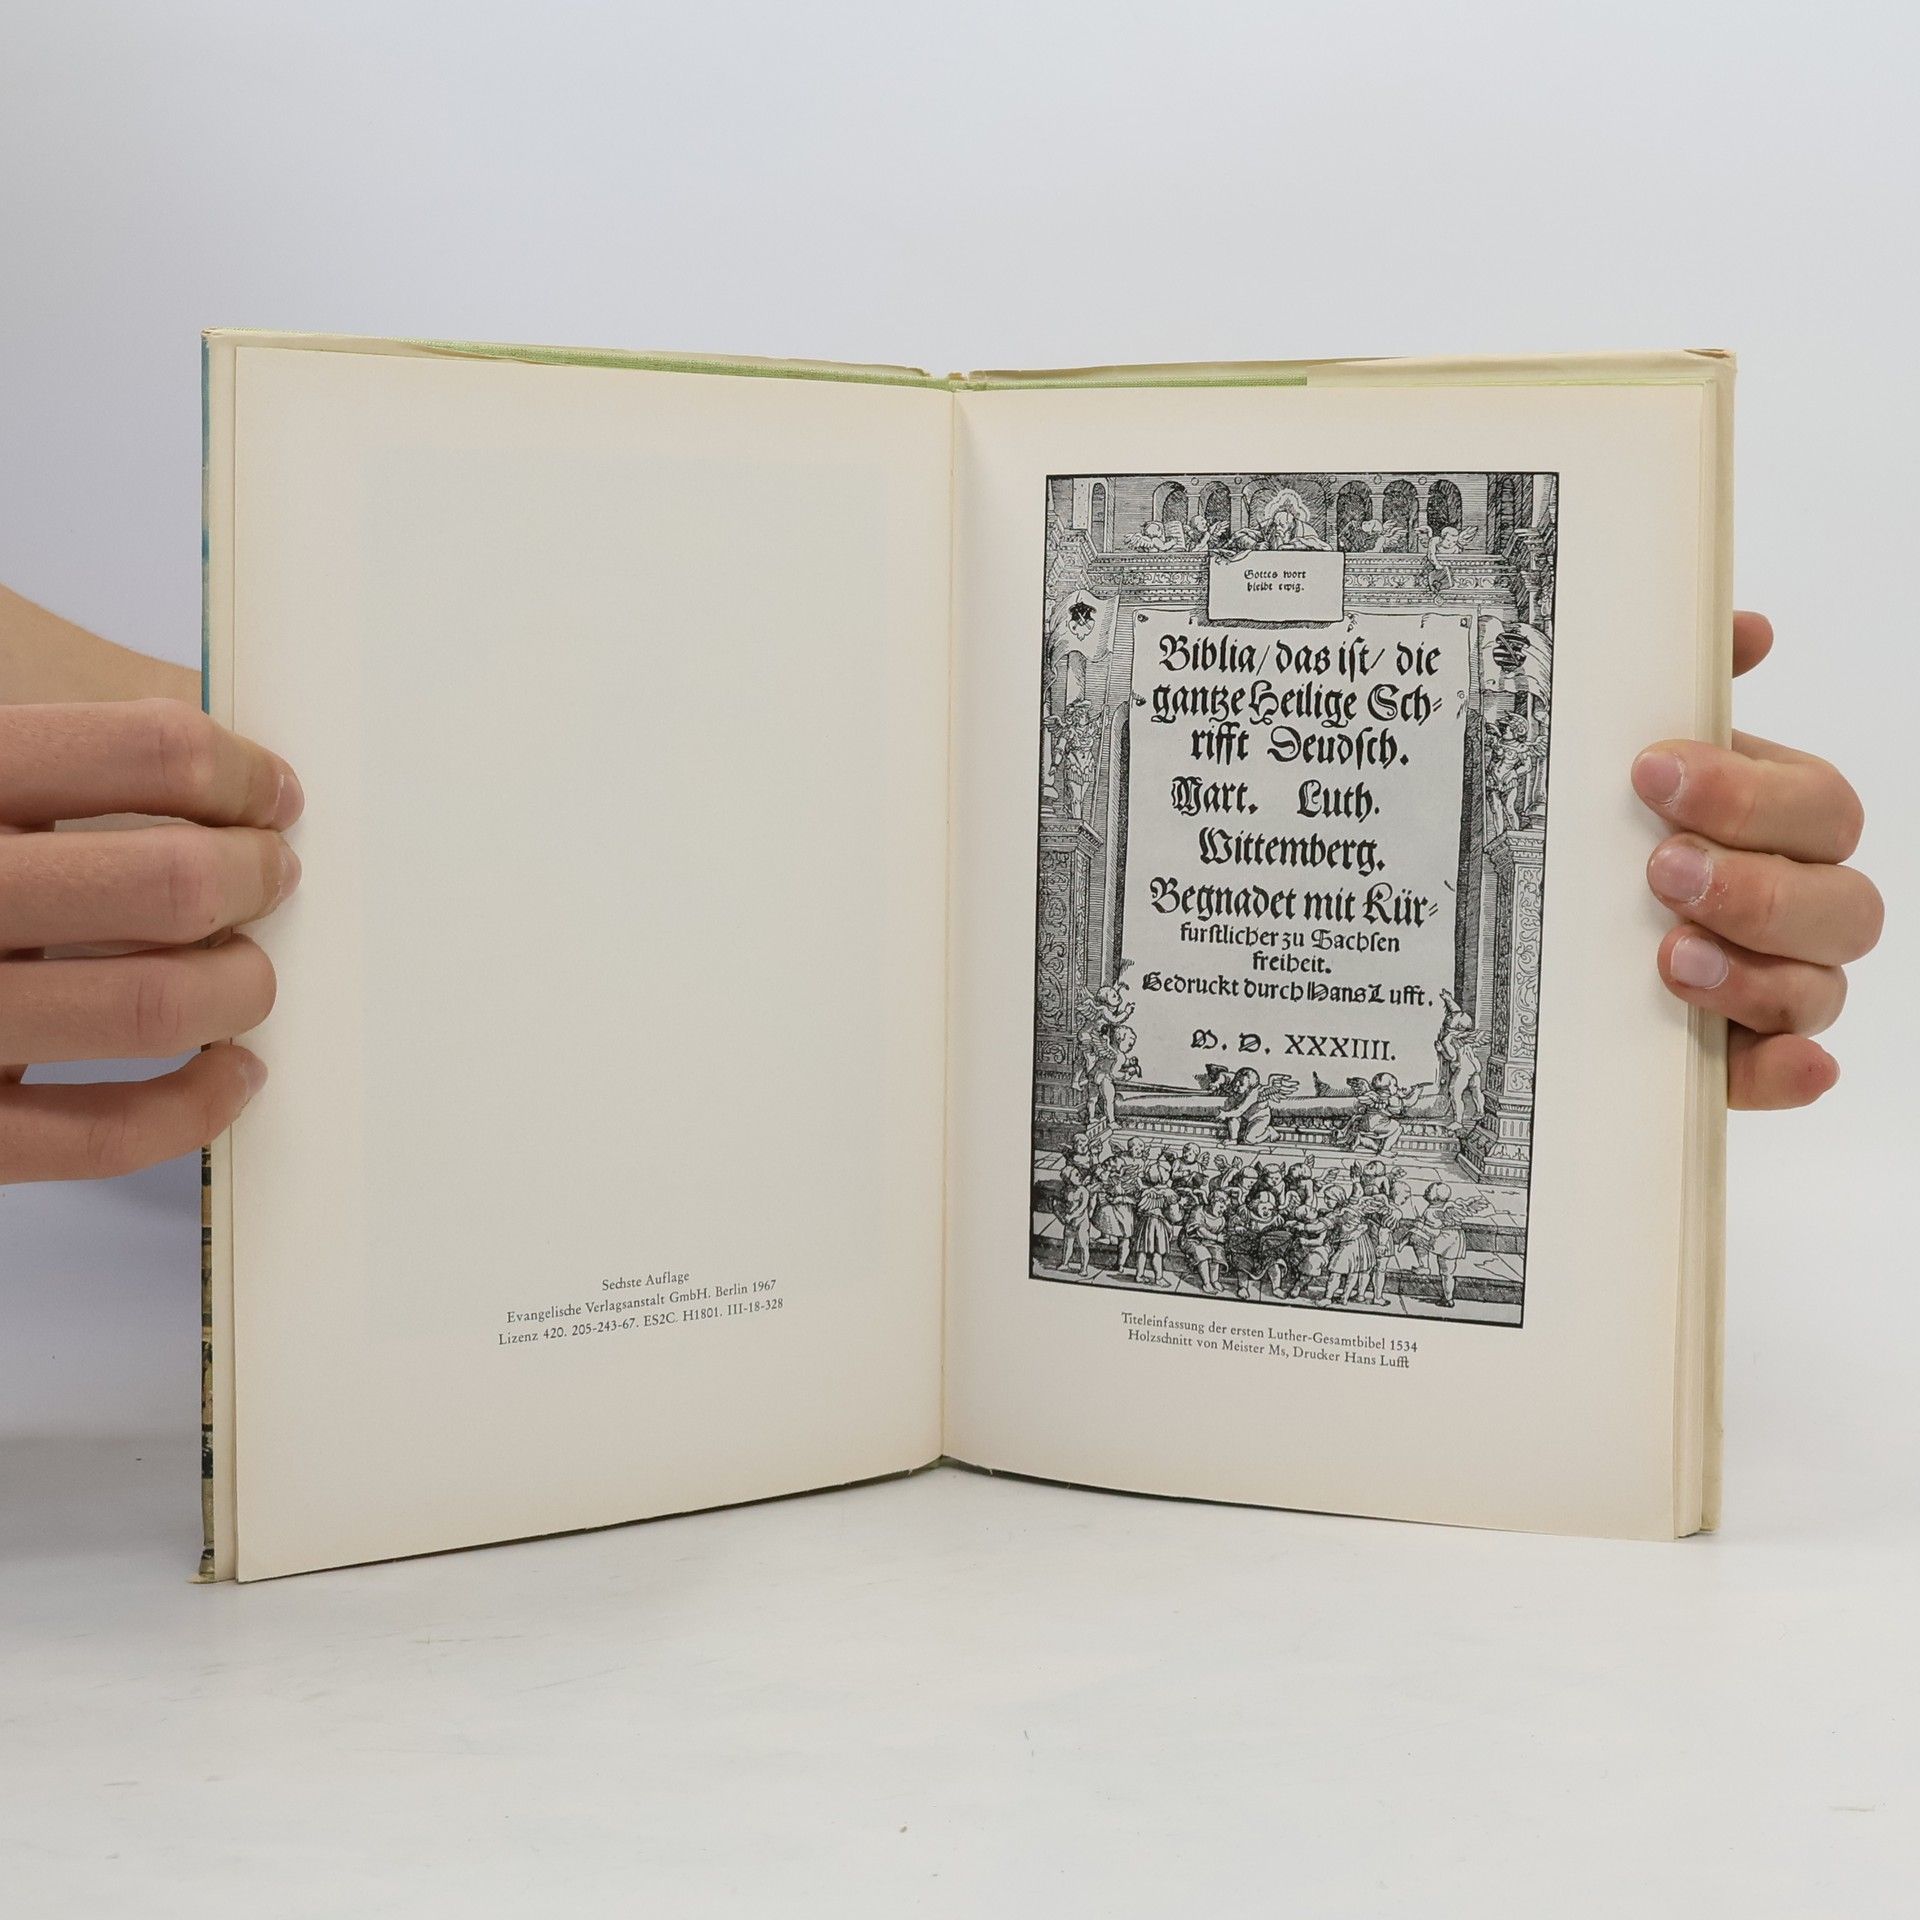 Sechste Auflage
Evangelische Verlagsanstalt GmbH. Berlin 1967
Lizenz 420. 205-243-67. ES2C. H1801. III-18-328
Gottes wort
bleibt ewig.
Biblia/ das ist/ die
gantze Heilige Sch⸗
rifft Deudsch.
Mart. Luth.
Wittemberg.
Begnadet mit Kür⸗
furstlicher zu Sachsen
freiheit.
Gedruckt durch Hans Lufft.
M. D. XXXIIII.
Titeleinfassung der ersten Luther-Gesamtbibel 1534
Holzschnitt von Meister Ms, Drucker Hans Lufft